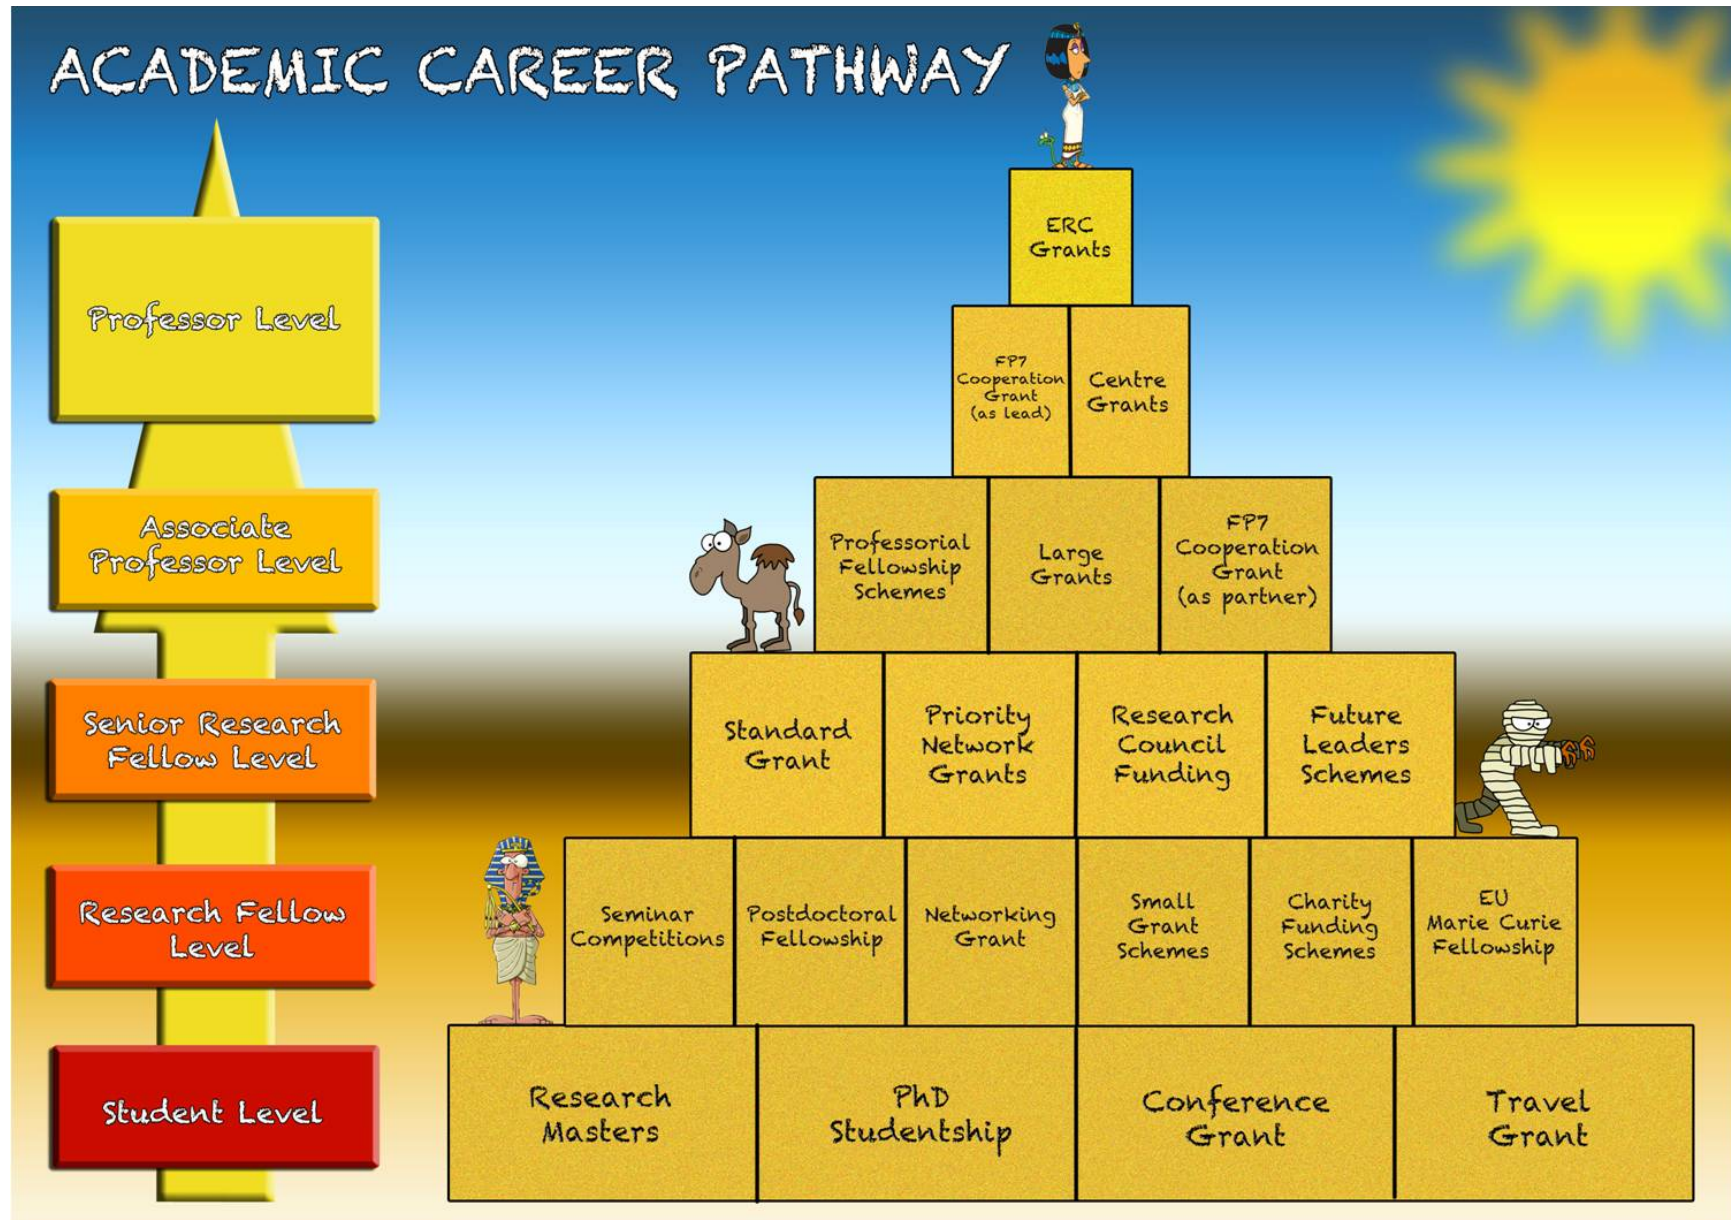 ACADEMIC CAREER PATHWAY
Professor Level
Associate
Professor Level
Senior Research
Fellow Level
Research Fellow
Level
Student Level
ERC
Grants
FP7
Cooperation
Grant
(as lead)
Centre
Grants
Professorial
Fellowship
Schemes
Large
Grants
FP7
Cooperation
Grant
(as partner)
Standard
Grant
Priority
Network
Grants
Research
Council
Funding
Future
Leaders
Schemes
Seminar
Competitions
Postdoctoral
Fellowship
Networking
Grant
Small
Grant
Schemes
Charity
Funding
Schemes
EU
Marie Curie
Fellowship
Research
Masters
PhD
Studentship
Conference
Grant
Travel
Grant